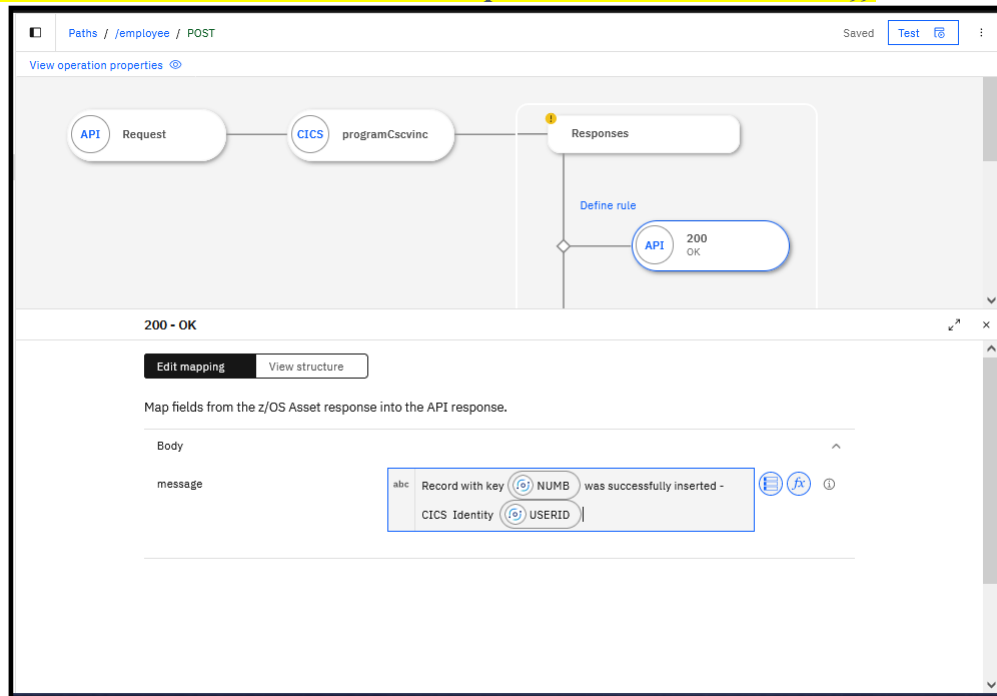 Paths / /employee / POST
Saved
Test
View operation properties
API Request
CICS programCscvinc
! Responses
Define rule
API 200
OK
200 - OK
Edit mapping
View structure
Map fields from the z/OS Asset response into the API response.
Body
message
abc Record with key NUMB was successfully inserted -
CICS Identity USERID
fx